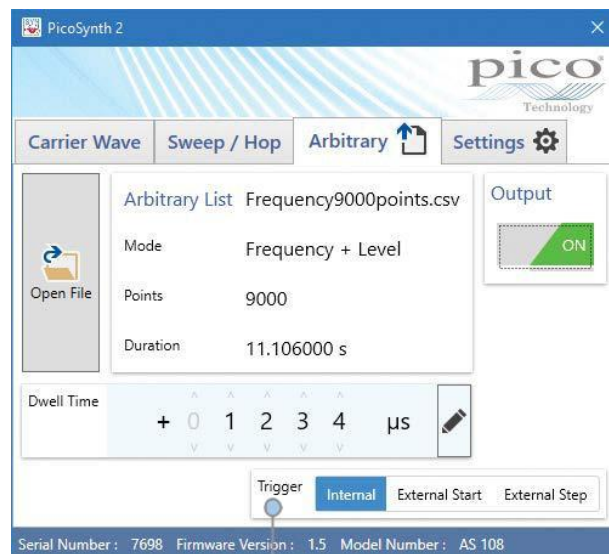 PicoSynth 2
pico
Technology
Carrier Wave Sweep / Hop Arbitrary Settings
Open File
Arbitrary List Frequency9000points.csv
Mode Frequency + Level
Points 9000
Duration 11.106000 s
Output
ON
Dwell Time + 0 1 2 3 4 µs
Trigger Internal External Start External Step
Serial Number : 7698 Firmware Version : 1.5 Model Number : AS 108